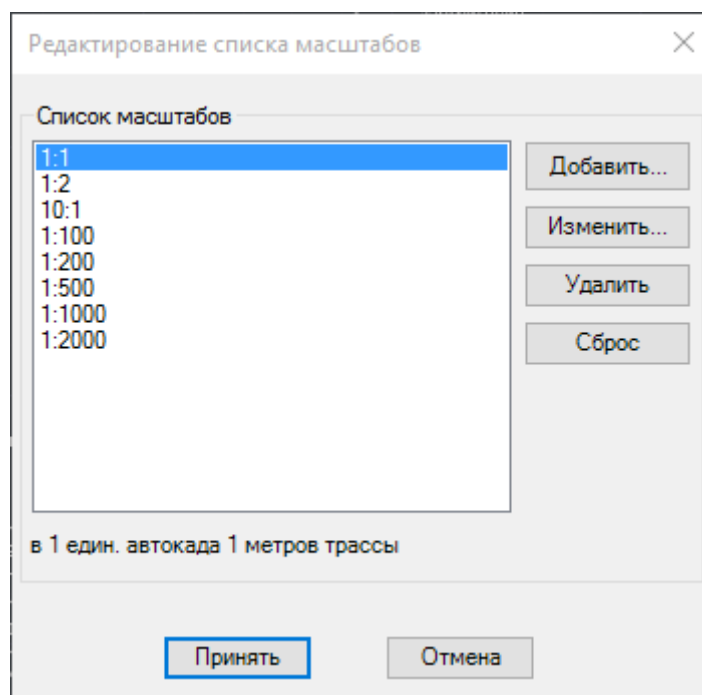 Редактирование списка масштабов
Список масштабов
1:1
1:2
10:1
1:100
1:200
1:500
1:1000
1:2000
Добавить...
Изменить...
Удалить
Сброс
в 1 един. автокада 1 метров трассы
Принять
Отмена